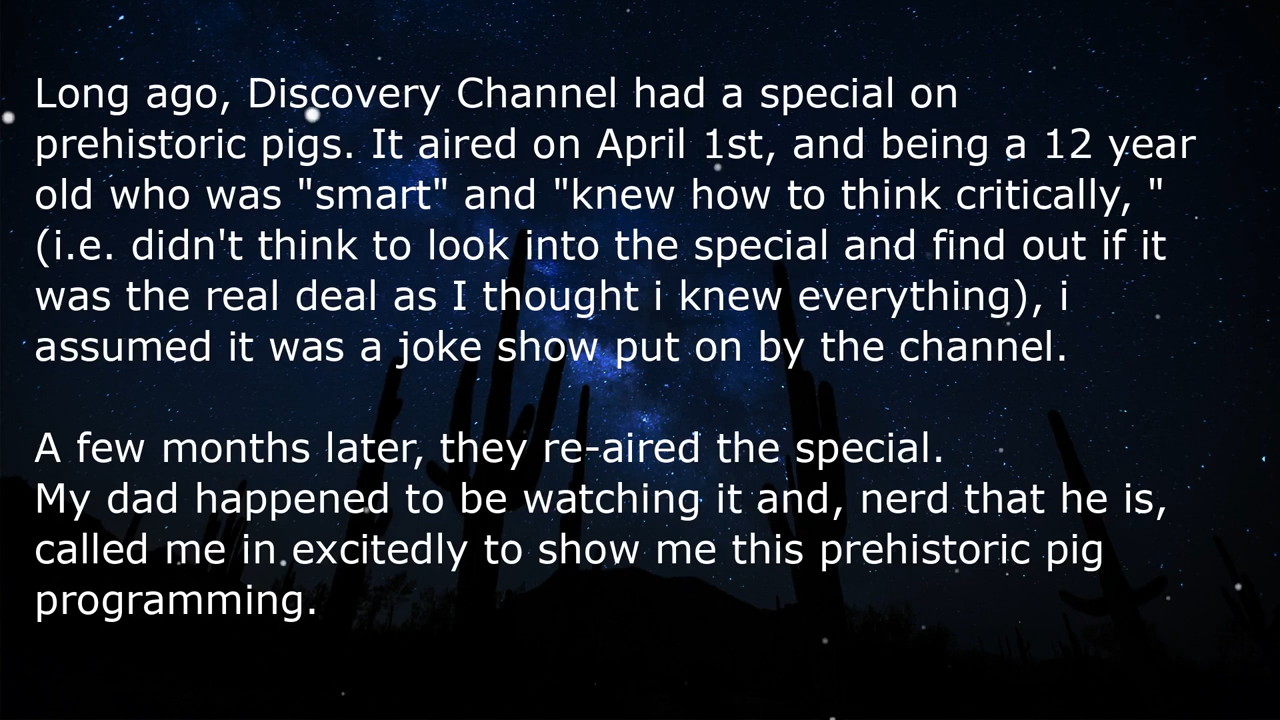 Long ago, Discovery Channel had a special on
prehistoric pigs. It aired on April 1st, and being a 12 year
old who was "smart" and "knew how to think critically, "
(i.e. didn't think to look into the special and find out if it
was the real deal as I thought i knew everything), i
assumed it was a joke show put on by the channel.
A few months later, they re-aired the special.
My dad happened to be watching it and, nerd that he is,
called me in excitedly to show me this prehistoric pig
programming.